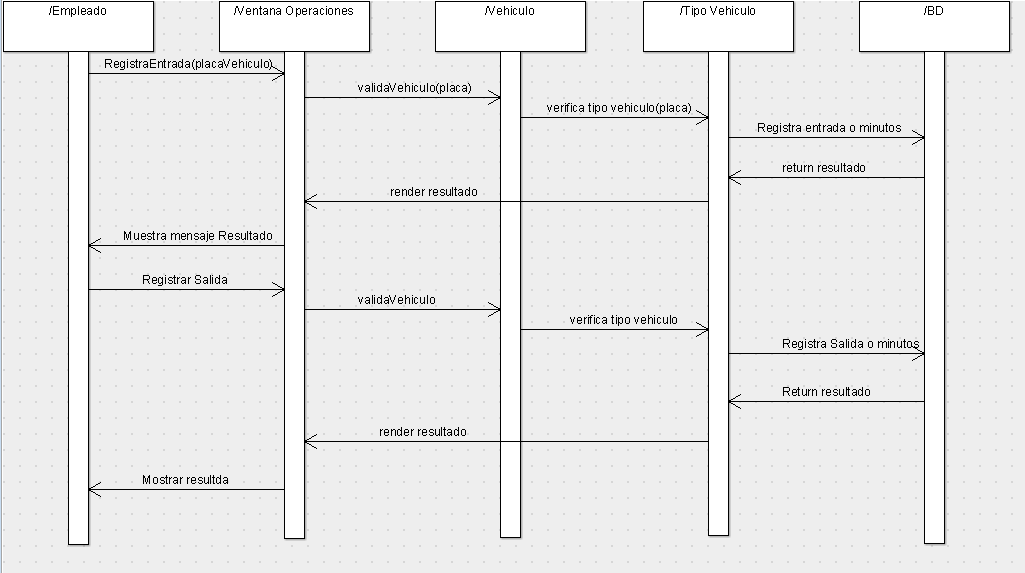 /Empleado
/Ventana Operaciones
/Vehiculo
/Tipo Vehiculo
/BD
RegistraEntrada(placaVehiculo)
validaVehiculo(placa)
verifica tipo vehiculo(placa)
Registra entrada o minutos
return resultado
render resultado
Muestra mensaje Resultado
Registrar Salida
validaVehiculo
verifica tipo vehiculo
Registra Salida o minutos
Return resultado
render resultado
Mostrar resultda